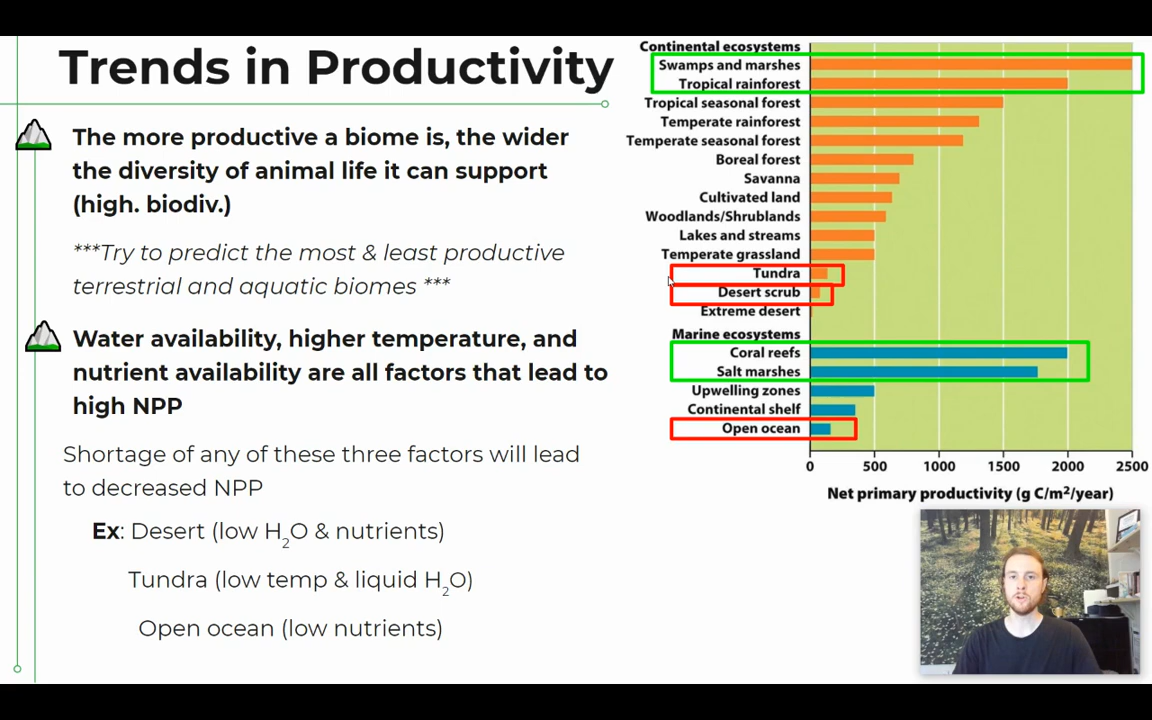 Trends in Productivity
The more productive a biome is, the wider
the diversity of animal life it can support
(high. biodiv.)
***Try to predict the most & least productive
terrestrial and aquatic biomes ***
Water availability, higher temperature, and
nutrient availability are all factors that lead to
high NPP
Shortage of any of these three factors will lead
to decreased NPP
Ex: Desert (low H₂O & nutrients)
Tundra (low temp & liquid H₂O)
Open ocean (low nutrients)
Continental ecosystems
Swamps and marshes
Tropical rainforest
Tropical seasonal forest
Temperate rainforest
Temperate seasonal forest
Boreal forest
Savanna
Cultivated land
Woodlands/Shrublands
Lakes and streams
Temperate grassland
Tundra
Desert scrub
Extreme desert
Marine ecosystems
Coral reefs
Salt marshes
Upwelling zones
Continental shelf
Open ocean
0 500 1000 1500 2000 2500
Net primary productivity (g C/m²/year)